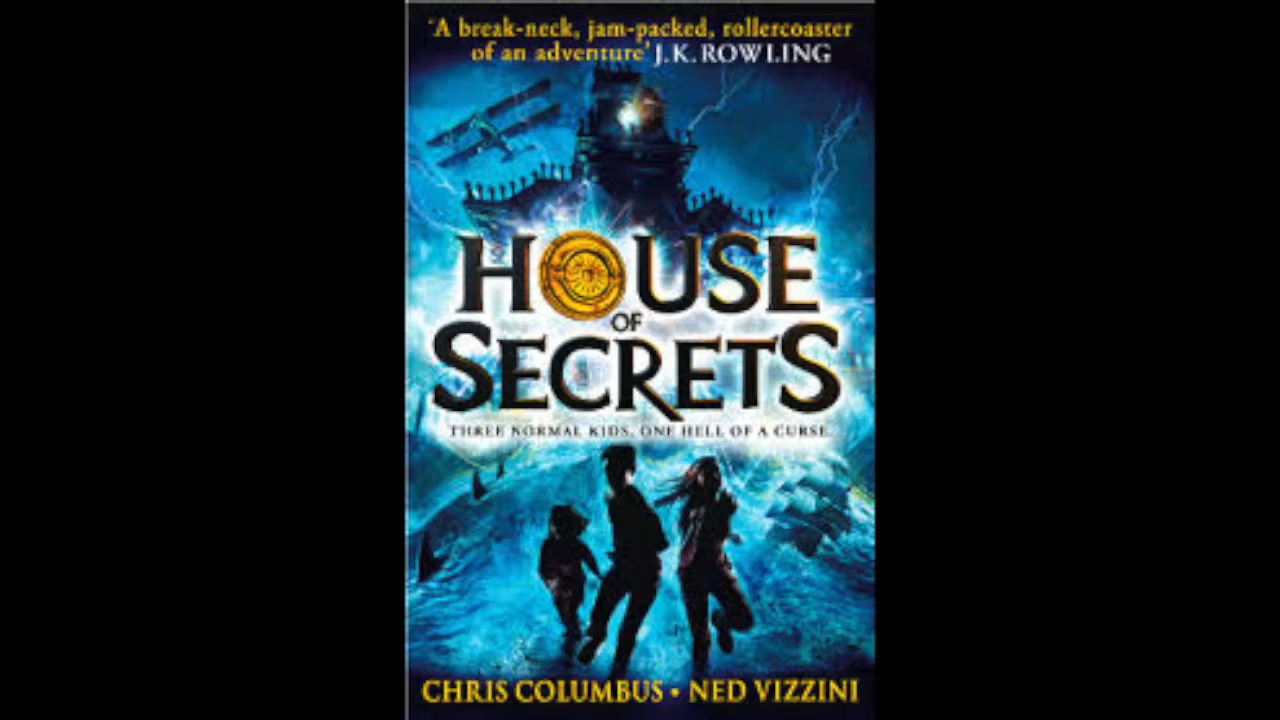 'A break-neck, jam-packed, rollercoaster
of an adventure' J.K. ROWLING
HOUSE
OF
SECRETS
THREE NORMAL KIDS. ONE HELL OF A CURSE.
CHRIS COLUMBUS • NED VIZZINI